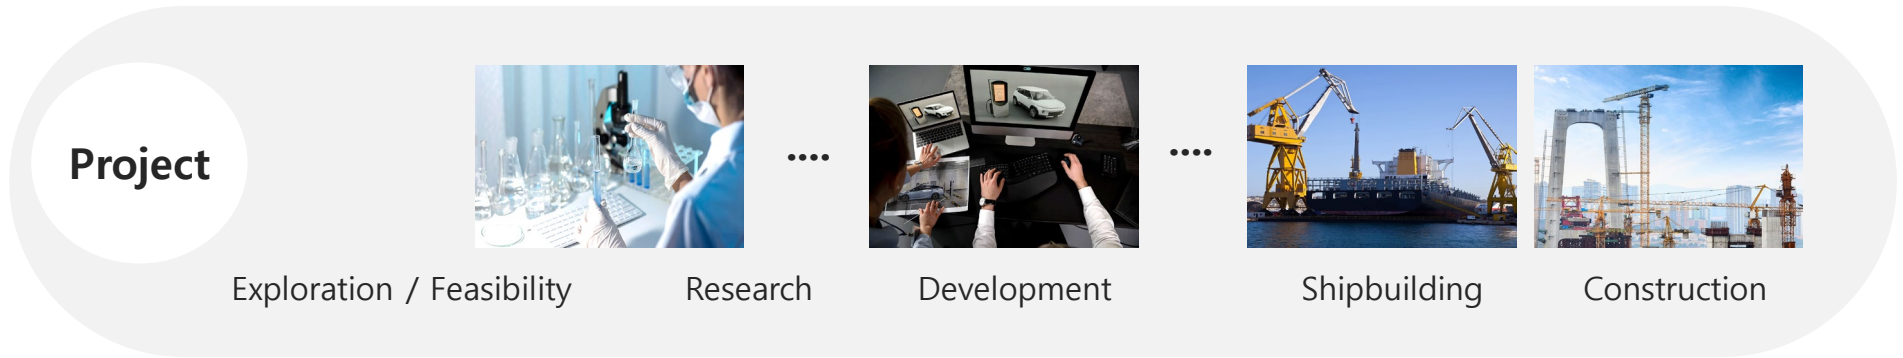 Project
••••
••••
Exploration / Feasibility
Research
Development
Shipbuilding
Construction